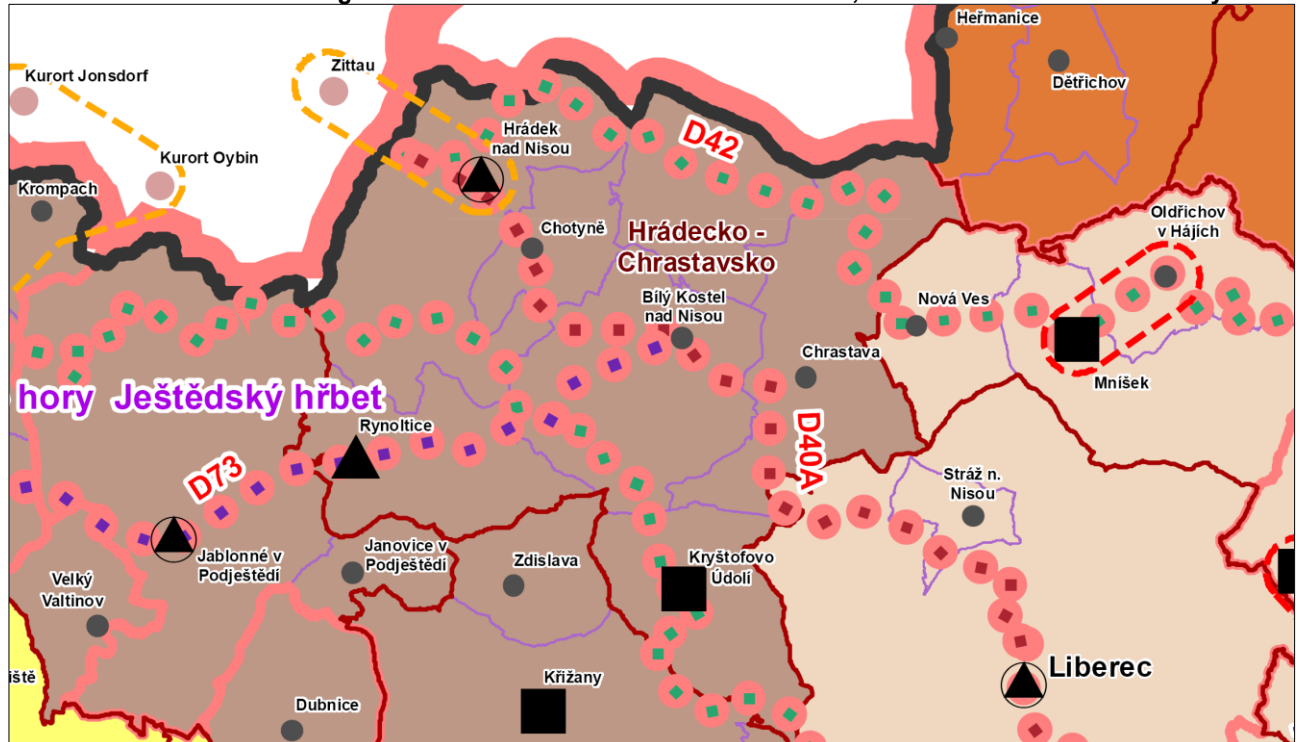 Heřmanice
Kurort Jonsdorf
Zittau
Dětřichov
Hrádek
nad Nisou
D42
Kurort Oybin
Krompach
Oldřichov
v Hájích
Chotyně
Hrádecko -
Chrastavsko
Bílý Kostel
nad Nisou
Nová Ves
Chrastava
Mníšek
hory Ještědský hřbet
Rynoltice
D73
D40A
Stráž n.
Nisou
Jablonné v
Podještědí
Janovice v
Podještědí
Zdislava
Kryštofovo
Údolí
Velký
Valtinov
iště
Křižany
Liberec
Dubnice